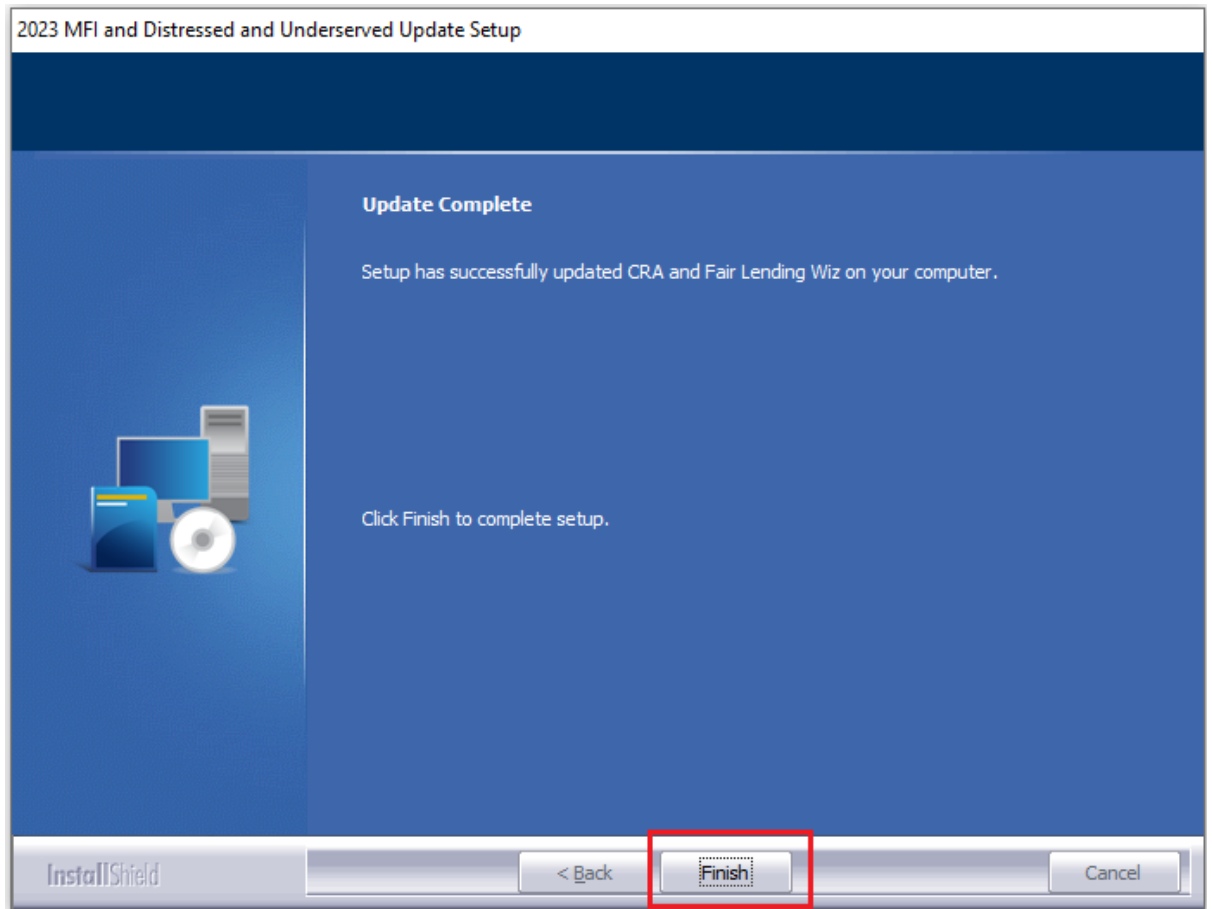 2023 MFI and Distressed and Underserved Update Setup
Update Complete
Setup has successfully updated CRA and Fair Lending Wiz on your computer.
Click Finish to complete setup.
InstallShield
< Back
Finish
Cancel